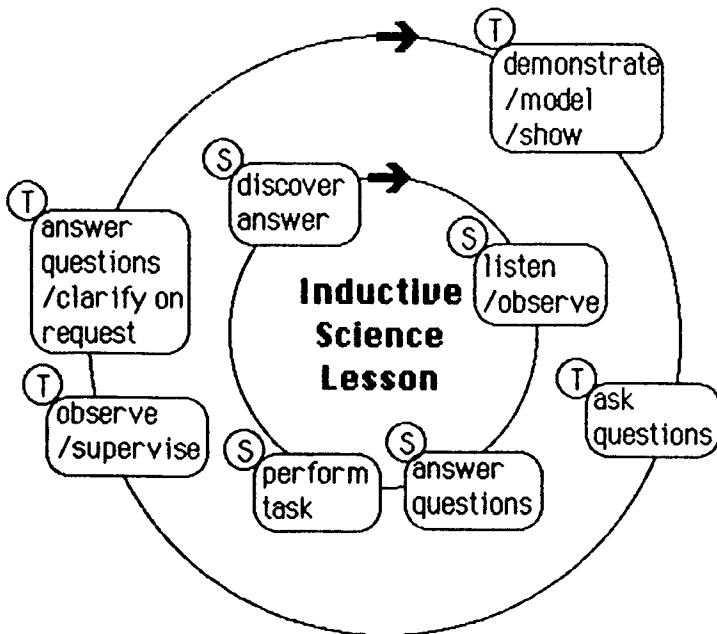 T
demonstrate
/model
/show
S
discover
answer
T
answer
questions
/clarify on
request
S
listen
/observe
Inductive
Science
Lesson
T
observe
/supervise
T
ask
questions
S
perform
task
S
answer
questions